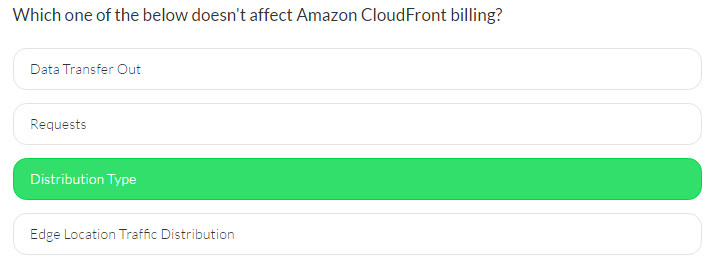 Which one of the below doesn't affect Amazon CloudFront billing?
Data Transfer Out
Requests
Distribution Type
Edge Location Traffic Distribution